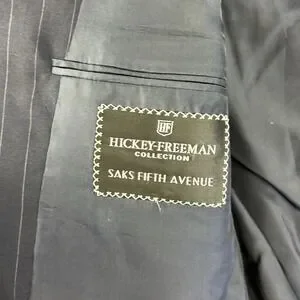 HF
HICKEY-FREEMAN
COLLECTION
SAKS FIFTH AVENUE